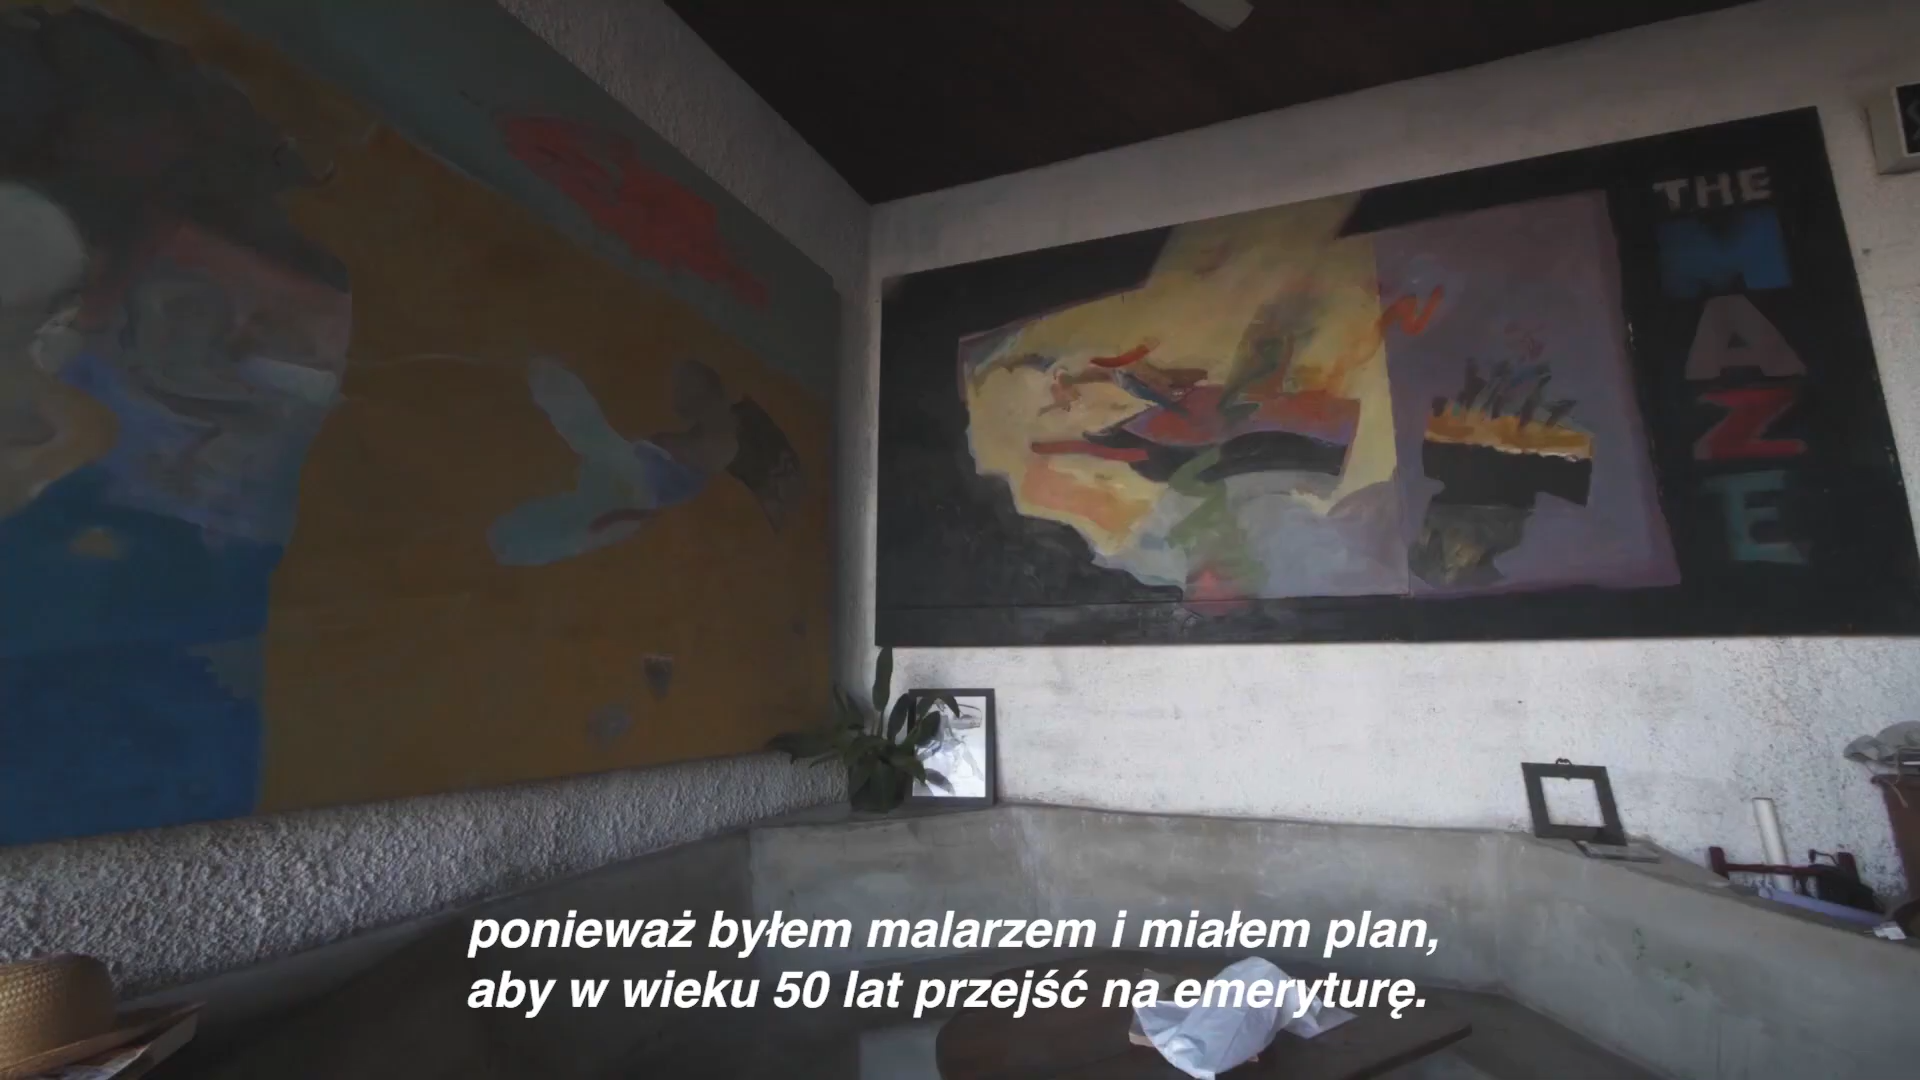 THE
MAZE
ponieważ byłem malarzem i miałem plan,
aby w wieku 50 lat przejść na emeryturę.